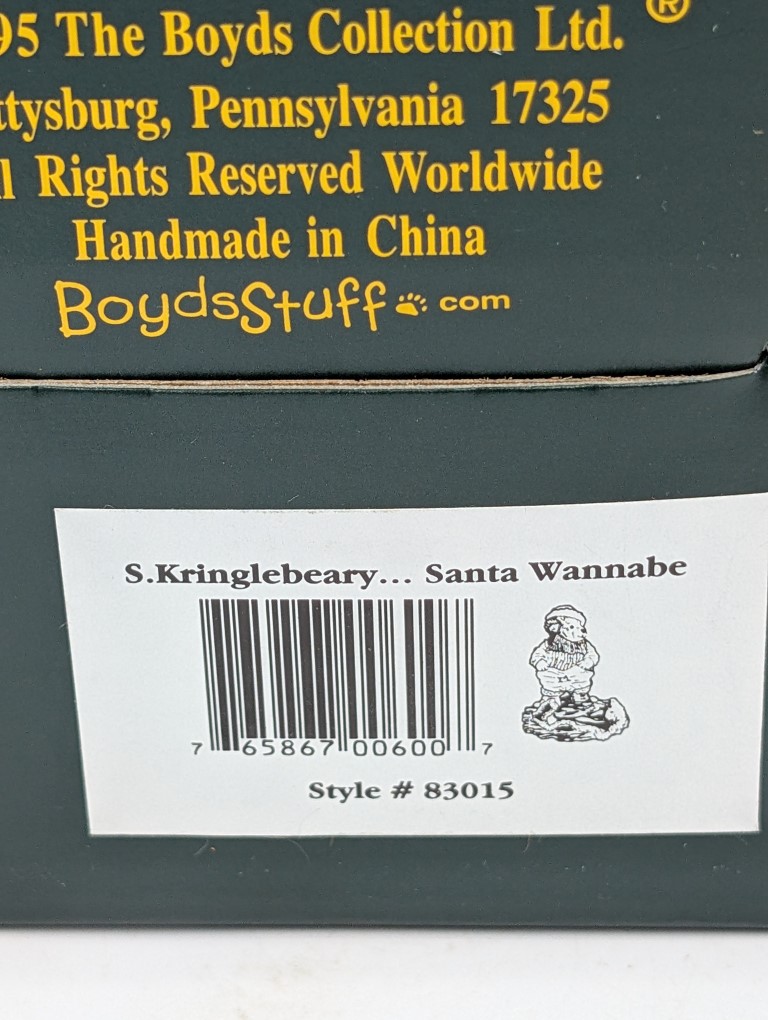 95 The Boyds Collection Ltd. ®
ttysburg, Pennsylvania 17325
l Rights Reserved Worldwide
Handmade in China
BoydsStuff.com
S.Kringlebeary... Santa Wannabe
7 65867 00600 7
Style # 83015